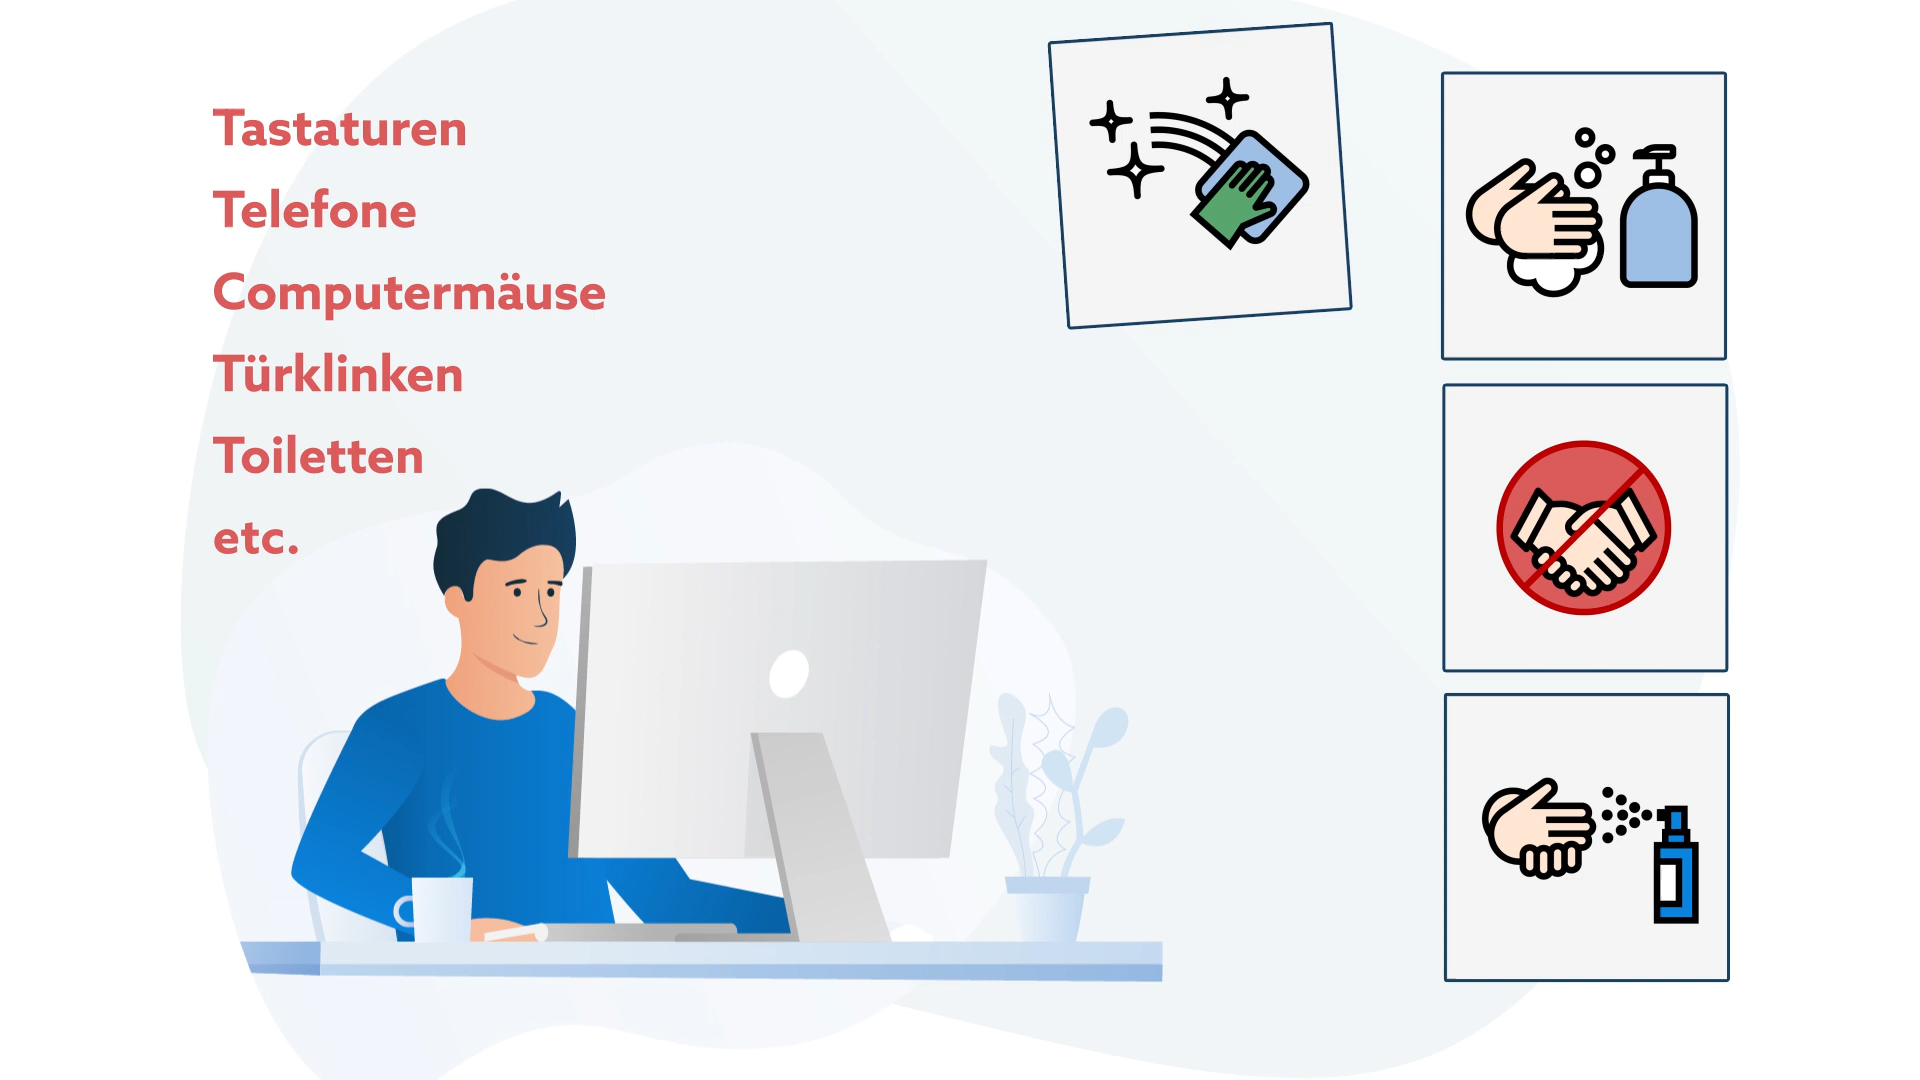 Tastaturen
Telefone
Computermäuse
Türklinken
Toiletten
etc.